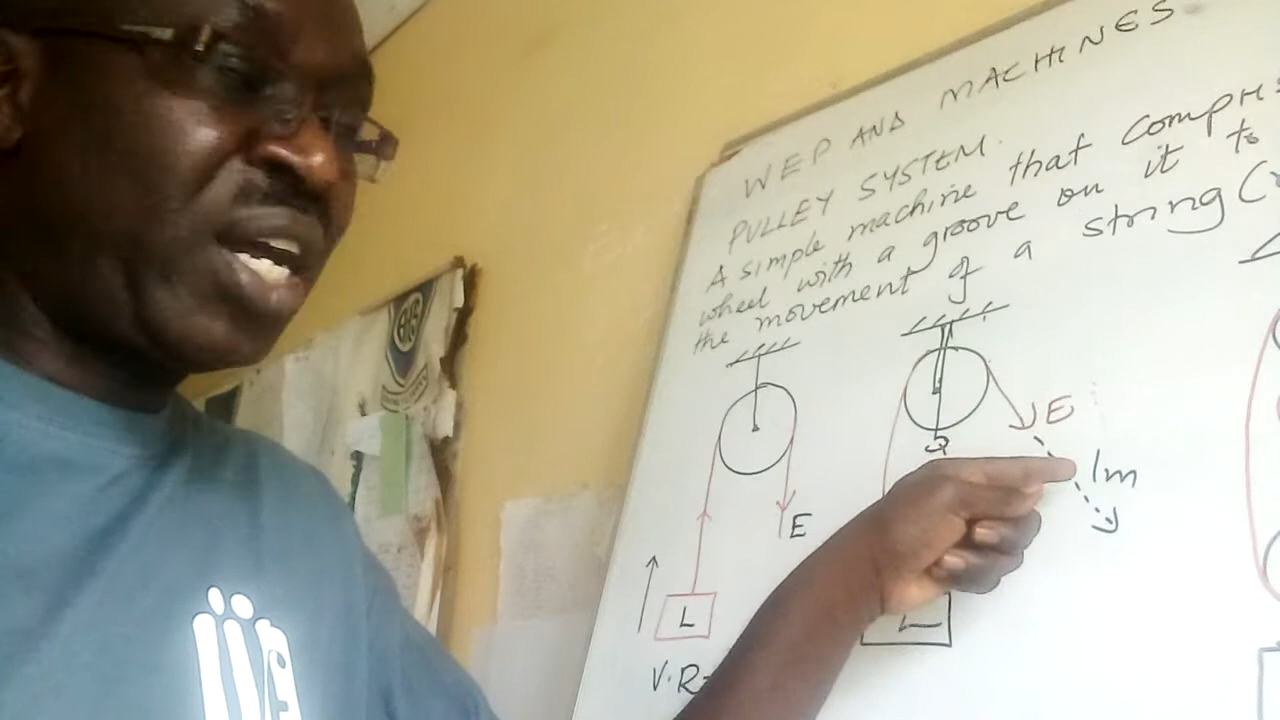 WEP AND MACHINES
PULLEY SYSTEM.
A simple machine that
wheel with a groove on it to
the movement of a string
E
1m
E
L
L
V.R